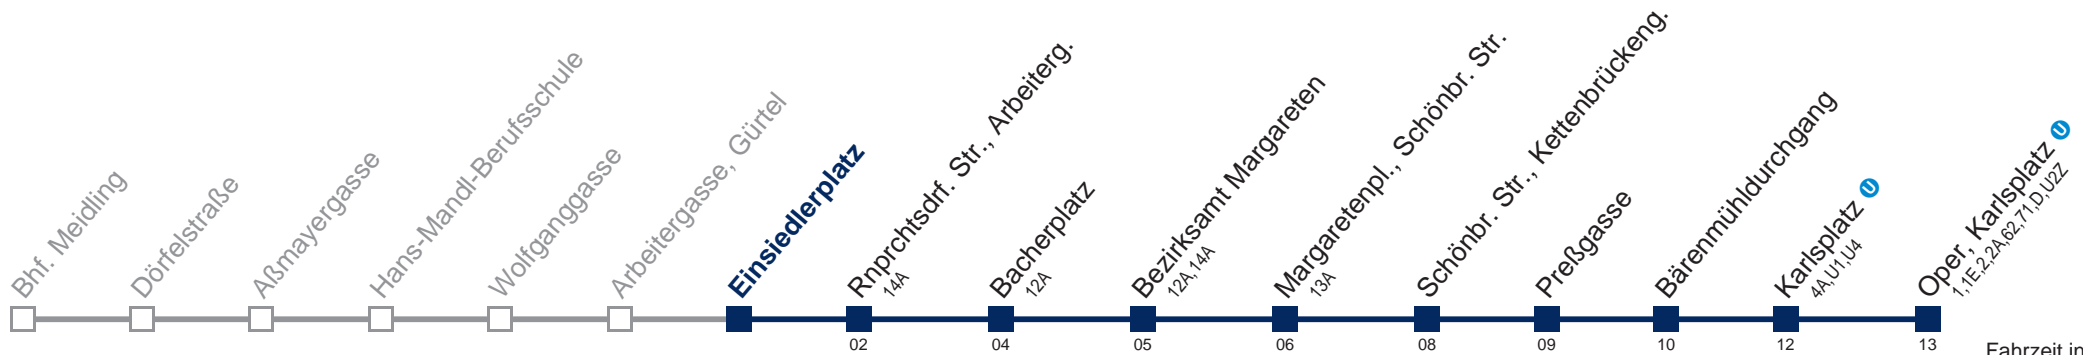 Bhf. Meidling
Dörfelstraße
Aßmayergasse
Hans-Mandl-Berufsschule
Wolfganggasse
Arbeitergasse, Gürtel
Einsiedlerplatz
Rnprchtsdrf. Str., Arbeiterg.
14A
Bacherplatz
12A
Bezirksamt Margareten
12A,14A
Margaretenpl., Schönbr. Str.
13A
Schönbr. Str., Kettenbrückeng.
Preßgasse
Bärenmühldurchgang
Karlsplatz U
4A,U1,U4
Oper, Karlsplatz U
1,1E,2,2A,62,71,D,U2Z
02 04 05 06 08 09 10 12 13
Fahrzeit in